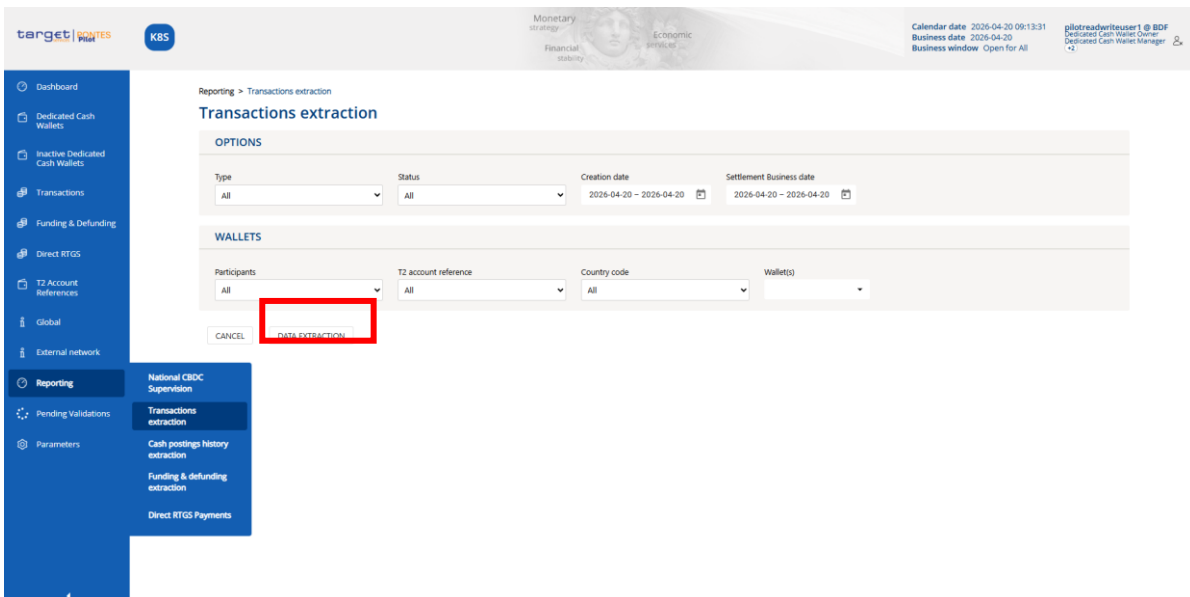 target | PONTES
Pilot
K8S
Monetary
strategy
Economic
services
Financial
stability
Calendar date 2026-04-20 09:13:31
Business date 2026-04-20
Business window Open for All
pilotreadwriteuser1 @ BDF
Dedicated Cash Wallet Owner
Dedicated Cash Wallet Manager
+2
Dashboard
Dedicated Cash
Wallets
Inactive Dedicated
Cash Wallets
Transactions
Funding & Defunding
Direct RTGS
T2 Account
References
Global
External network
Reporting
Pending Validations
Parameters
National CBDC
Supervision
Transactions
extraction
Cash postings history
extraction
Funding & defunding
extraction
Direct RTGS Payments
Reporting > Transactions extraction
Transactions extraction
OPTIONS
Type
Status
Creation date
Settlement Business date
All
All
2026-04-20 – 2026-04-20
2026-04-20 – 2026-04-20
WALLETS
Participants
T2 account reference
Country code
Wallet(s)
All
All
All
CANCEL
DATA EXTRACTION